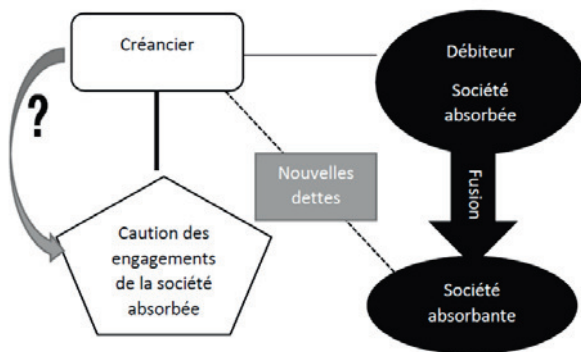 Créancier
Débiteur
Société
absorbée
?
Nouvelles
dettes
Fusion
Caution des
engagements
de la société
absorbée
Société
absorbante